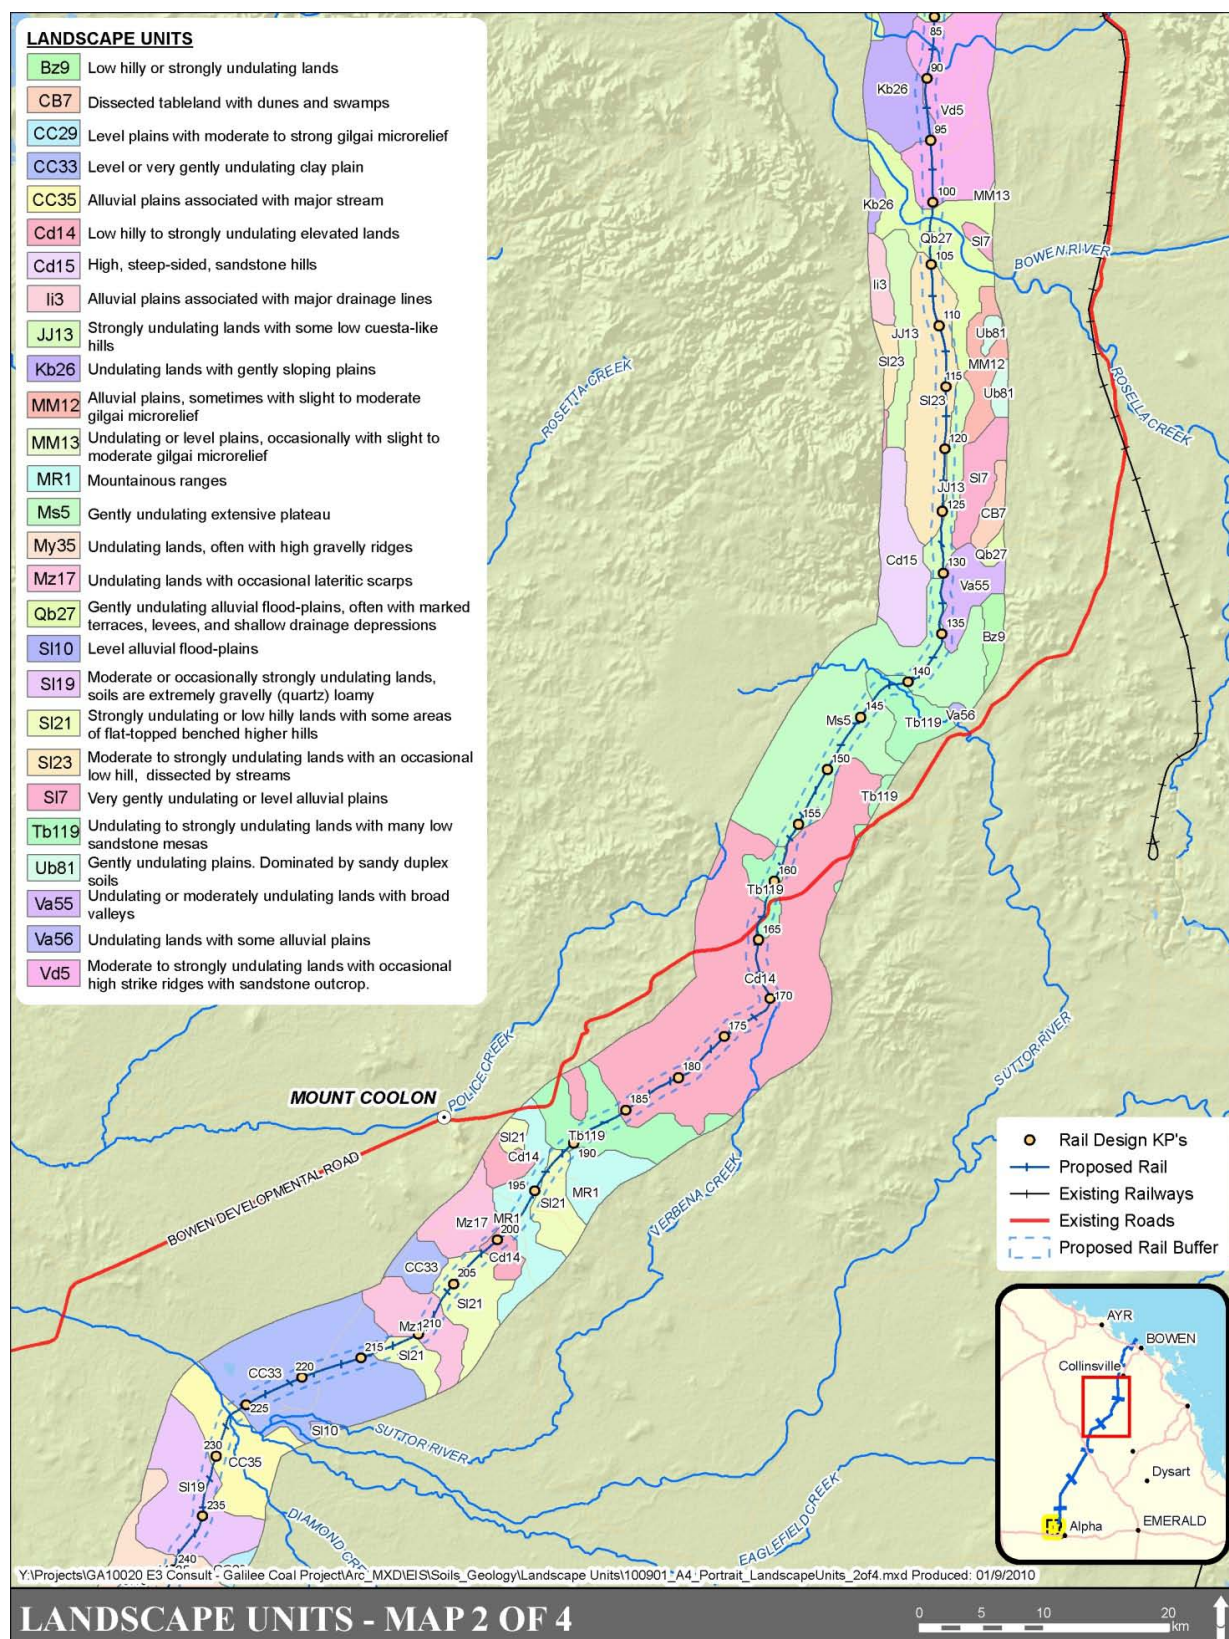 LANDSCAPE UNITS
Bz9 Low hilly or strongly undulating lands
CB7 Dissected tableland with dunes and swamps
CC29 Level plains with moderate to strong gilgai microrelief
CC33 Level or very gently undulating clay plain
CC35 Alluvial plains associated with major stream
Cd14 Low hilly to strongly undulating elevated lands
Cd15 High, steep-sided, sandstone hills
Ii3 Alluvial plains associated with major drainage lines
JJ13 Strongly undulating lands with some low cuesta-like
hills
Kb26 Undulating lands with gently sloping plains
MM12 Alluvial plains, sometimes with slight to moderate
gilgai microrelief
MM13 Undulating or level plains, occasionally with slight to
moderate gilgai microrelief
MR1 Mountainous ranges
Ms5 Gently undulating extensive plateau
My35 Undulating lands, often with high gravelly ridges
Mz17 Undulating lands with occasional lateritic scarps
Qb27 Gently undulating alluvial flood-plains, often with marked
terraces, levees, and shallow drainage depressions
Sl10 Level alluvial flood-plains
Sl19 Moderate or occasionally strongly undulating lands,
soils are extremely gravelly (quartz) loamy
Sl21 Strongly undulating or low hilly lands with some areas
of flat-topped benched higher hills
Sl23 Moderate to strongly undulating lands with an occasional
low hill, dissected by streams
Sl7 Very gently undulating or level alluvial plains
Tb119 Undulating to strongly undulating lands with many low
sandstone mesas
Ub81 Gently undulating plains. Dominated by sandy duplex
soils
Va55 Undulating or moderately undulating lands with broad
valleys
Va56 Undulating lands with some alluvial plains
Vd5 Moderate to strongly undulating lands with occasional
high strike ridges with sandstone outcrop.
85
90
Kb26
Vd5
95
100
MM13
Kb26
Qb27
Sl7
105
BOWEN RIVER
Ii3
110
JJ13
Ub81
Sl23
MM12
115
Sl23
Ub81
ROSETTA CREEK
ROSELLA CREEK
120
Sl7
JJ13
125
CB7
Cd15
Qb27
130
Va55
135
Bz9
140
145
Ms5
Tb119
Va56
150
Tb119
155
160
Tb119
165
Cd14
170
175
SUTTOR RIVER
180
185
POLICE CREEK
MOUNT COOLON
Sl21
Tb119
190
Cd14
195
Sl21
MR1
VERBENA CREEK
BOWEN DEVELOPMENTAL ROAD
Mz17
MR1
200
Cd14
CC33
205
Sl21
210
215
Sl21
CC33
220
225
Sl10
SUTTOR RIVER
230
CC35
Sl19
235
DIAMOND CRE
EAGLEFIELD CREEK
240
Rail Design KP's
Proposed Rail
Existing Railways
Existing Roads
Proposed Rail Buffer
AYR
BOWEN
Collinsville
Dysart
EMERALD
Alpha
Y:\Projects\GA10020 E3 Consult - Galilee Coal Project\Arc_MXD\EIS\Soils_Geology\Landscape Units\100901_A4_Portrait_LandscapeUnits_2of4.mxd Produced: 01/9/2010
LANDSCAPE UNITS - MAP 2 OF 4
0 5 10 20
km